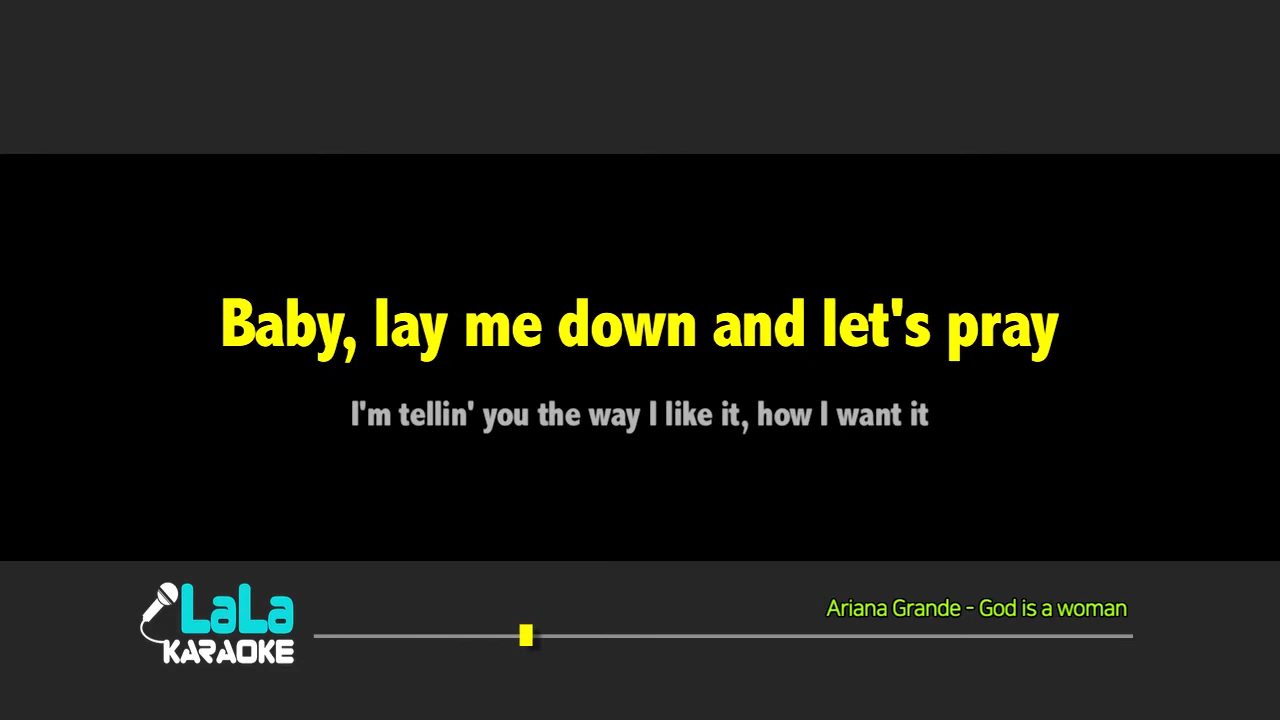 Baby, lay me down and let's pray
I'm tellin' you the way I like it, how I want it
LaLa
KARAOKE
Ariana Grande - God is a woman